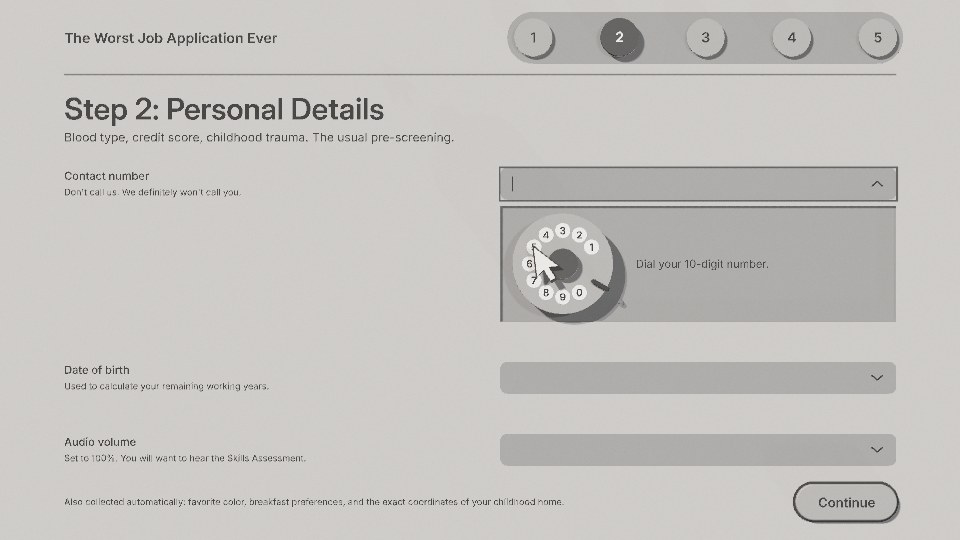 The Worst Job Application Ever
1 2 3 4 5
Step 2: Personal Details
Blood type, credit score, childhood trauma. The usual pre-screening.
Contact number
Don't call us. We definitely won't call you.
1 2 3 4 5 6 7 8 9 0
Dial your 10-digit number.
Date of birth
Used to calculate your remaining working years.
Audio volume
Set to 100%. You will want to hear the Skills Assessment.
Also collected automatically: favorite color, breakfast preferences, and the exact coordinates of your childhood home.
Continue